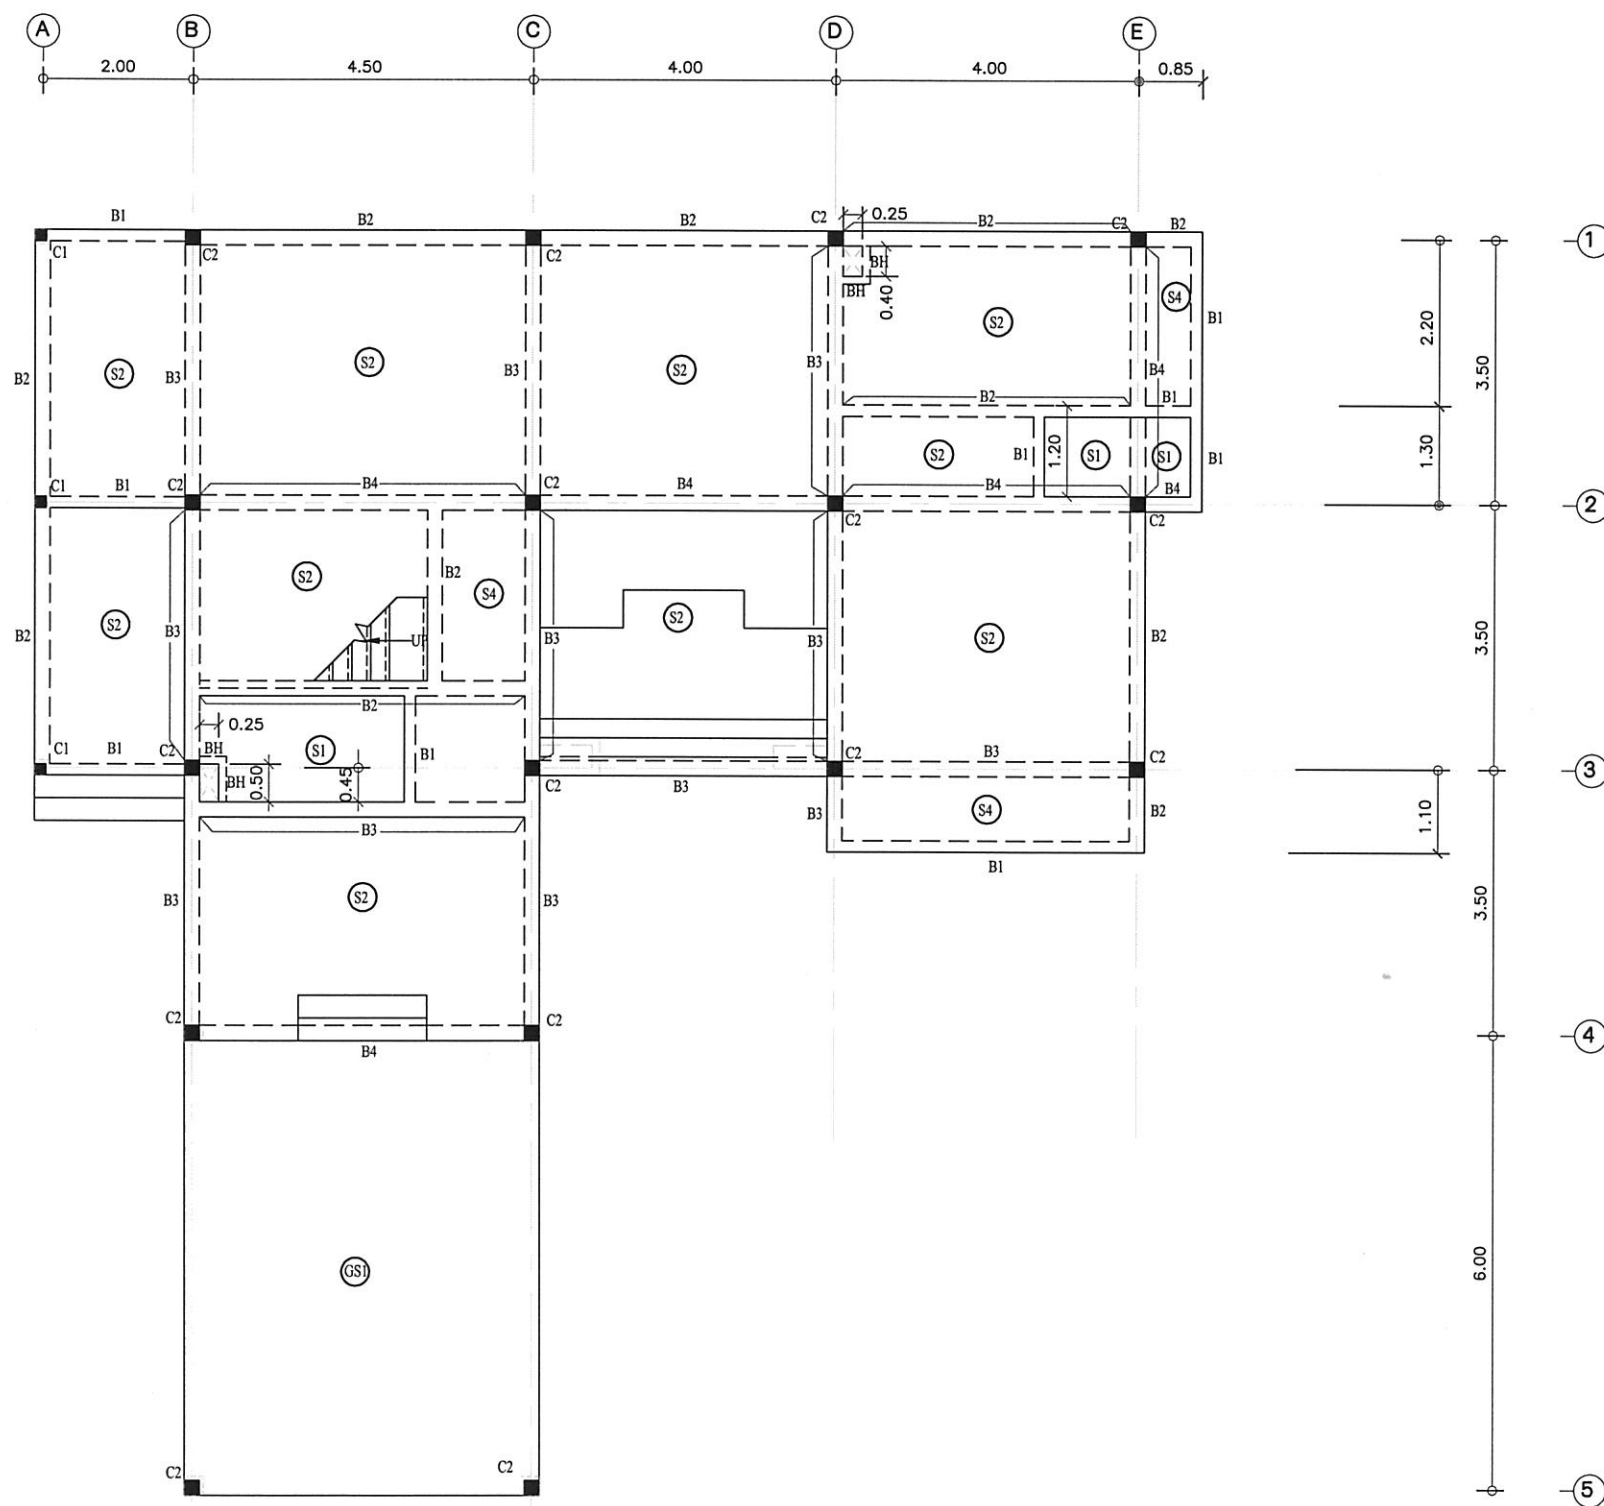 A B C D E
2.00 4.50 4.00 4.00 0.85
B1 B2 B2 C2 0.25 B2 C2 B2
1
C1 C2 C2 BH
BH 0.40 S4
S2 B1 2.20
S2 B3 S2 B3 S2 B3 B4 3.50
B2
B2 B1
S2 B1 1.20 S1 S1 B1 1.30
C1 B1 C2 B4 C2 B4 B4 B4
2
C2 C2
S2 B2 S4
S2 B3 S2
B2 UP B3 B3 S2 B2 3.50
B2
0.25
C1 B1 C2 BH S1 B1 C2 B3 C2
3
BH 0.50 0.45 C2 B3
B3 S4 B2 1.10
B3
B1
B3 S2 B3 3.50
C2 C2
4
B4
GS1 6.00
C2 C2
5